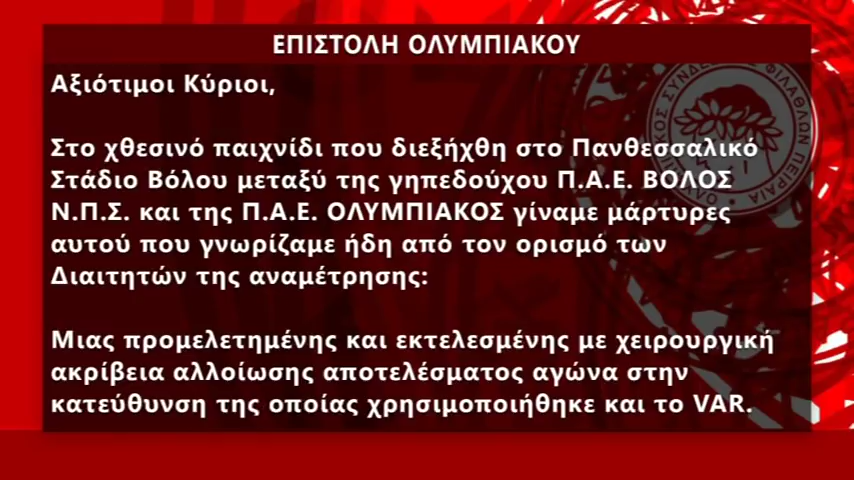 ΕΠΙΣΤΟΛΗ ΟΛΥΜΠΙΑΚΟΥ
Αξιότιμοι Κύριοι,
Στο χθεσινό παιχνίδι που διεξήχθη στο Πανθεσσαλικό
Στάδιο Βόλου μεταξύ της γηπεδούχου Π.Α.Ε. ΒΟΛΟΣ
Ν.Π.Σ. και της Π.Α.Ε. ΟΛΥΜΠΙΑΚΟΣ γίναμε μάρτυρες
αυτού που γνωρίζαμε ήδη από τον ορισμό των
Διαιτητών της αναμέτρησης:
Μιας προμελετημένης και εκτελεσμένης με χειρουργική
ακρίβεια αλλοίωσης αποτελέσματος αγώνα στην
κατεύθυνση της οποίας χρησιμοποιήθηκε και το VAR.